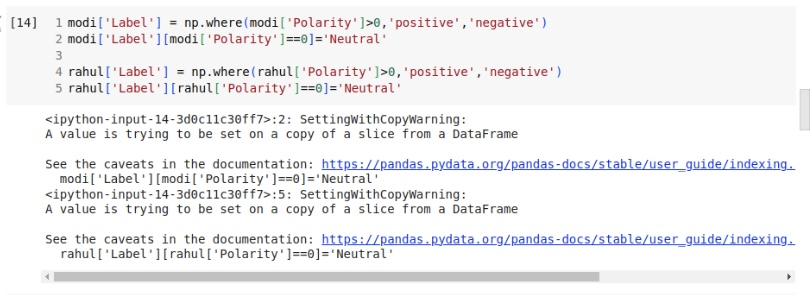 [14] 1 modi['Label'] = np.where(modi['Polarity']>0,'positive','negative')
2 modi['Label'][modi['Polarity']==0]='Neutral'
3
4 rahul['Label'] = np.where(rahul['Polarity']>0,'positive','negative')
5 rahul['Label'][rahul['Polarity']==0]='Neutral'
<ipython-input-14-3d0c11c30ff7>:2: SettingWithCopyWarning:
A value is trying to be set on a copy of a slice from a DataFrame
See the caveats in the documentation: https://pandas.pydata.org/pandas-docs/stable/user_guide/indexing.
modi['Label'][modi['Polarity']==0]='Neutral'
<ipython-input-14-3d0c11c30ff7>:5: SettingWithCopyWarning:
A value is trying to be set on a copy of a slice from a DataFrame
See the caveats in the documentation: https://pandas.pydata.org/pandas-docs/stable/user_guide/indexing.
rahul['Label'][rahul['Polarity']==0]='Neutral'